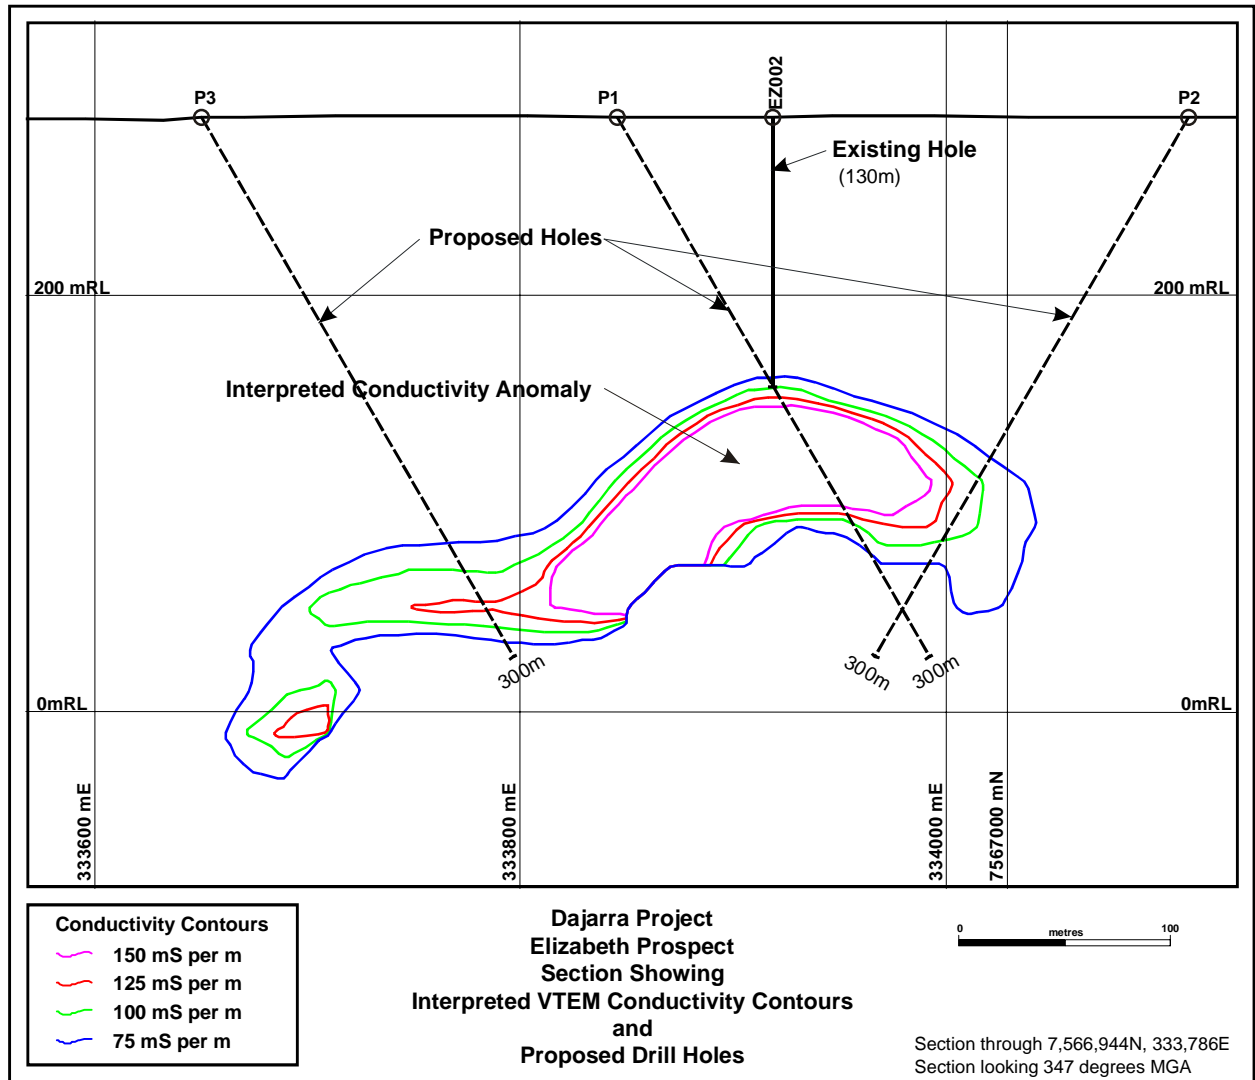 P3
P1
EZ002
P2
Existing Hole
(130m)
Proposed Holes
200 mRL
200 mRL
Interpreted Conductivity Anomaly
300m
300m
300m
0mRL
0mRL
333600 mE
333800 mE
334000 mE
7567000 mN
Conductivity Contours
150 mS per m
125 mS per m
100 mS per m
75 mS per m
Dajarra Project
Elizabeth Prospect
Section Showing
Interpreted VTEM Conductivity Contours
and
Proposed Drill Holes
0 metres 100
Section through 7,566,944N, 333,786E
Section looking 347 degrees MGA